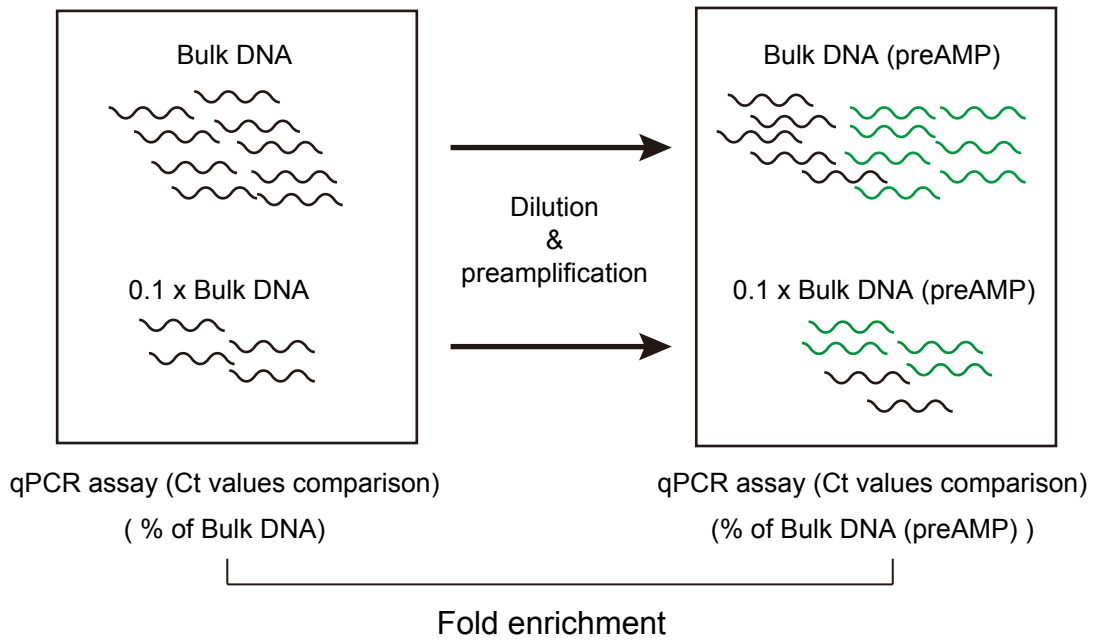 Bulk DNA
0.1 x Bulk DNA
Dilution
&
preamplification
Bulk DNA (preAMP)
0.1 x Bulk DNA (preAMP)
qPCR assay (Ct values comparison)
( % of Bulk DNA)
qPCR assay (Ct values comparison)
(% of Bulk DNA (preAMP) )
Fold enrichment